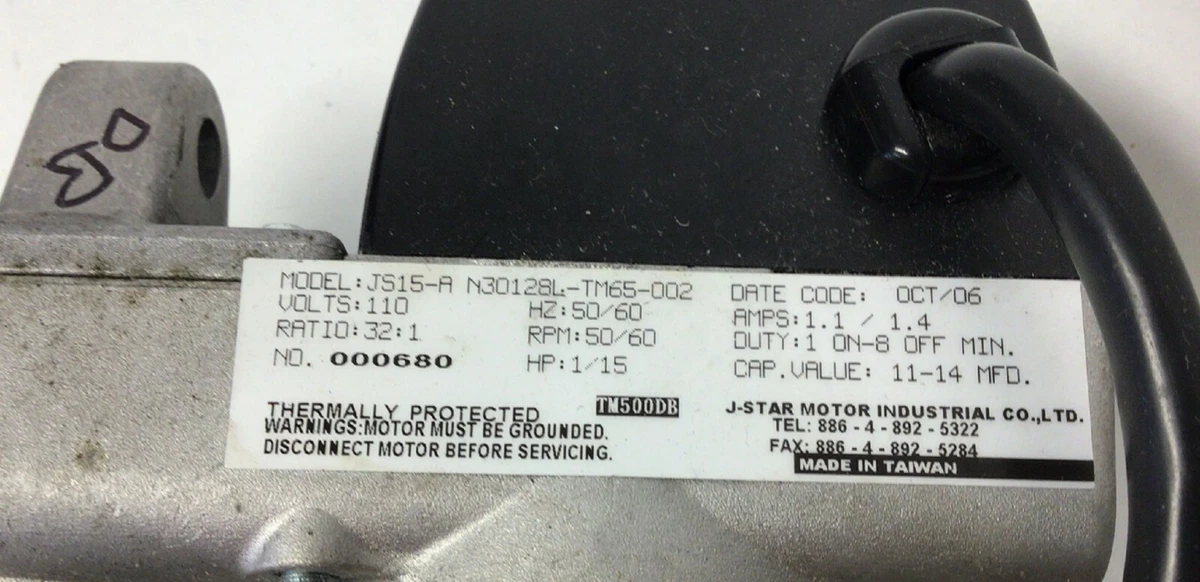 MODEL:JS15-A N30128L-TM65-002 DATE CODE: OCT/06
VOLTS:110 HZ:50/60 AMPS:1.1 / 1.4
RATIO:32:1 RPM:50/60 DUTY:1 ON-8 OFF MIN.
NO. 000680 HP:1/15 CAP.VALUE: 11-14 MFD.
THERMALLY PROTECTED TM500DB J-STAR MOTOR INDUSTRIAL CO.,LTD.
WARNINGS:MOTOR MUST BE GROUNDED. TEL: 886 - 4 - 892 - 5322
DISCONNECT MOTOR BEFORE SERVICING. FAX: 886 - 4 - 892 - 5284
MADE IN TAIWAN